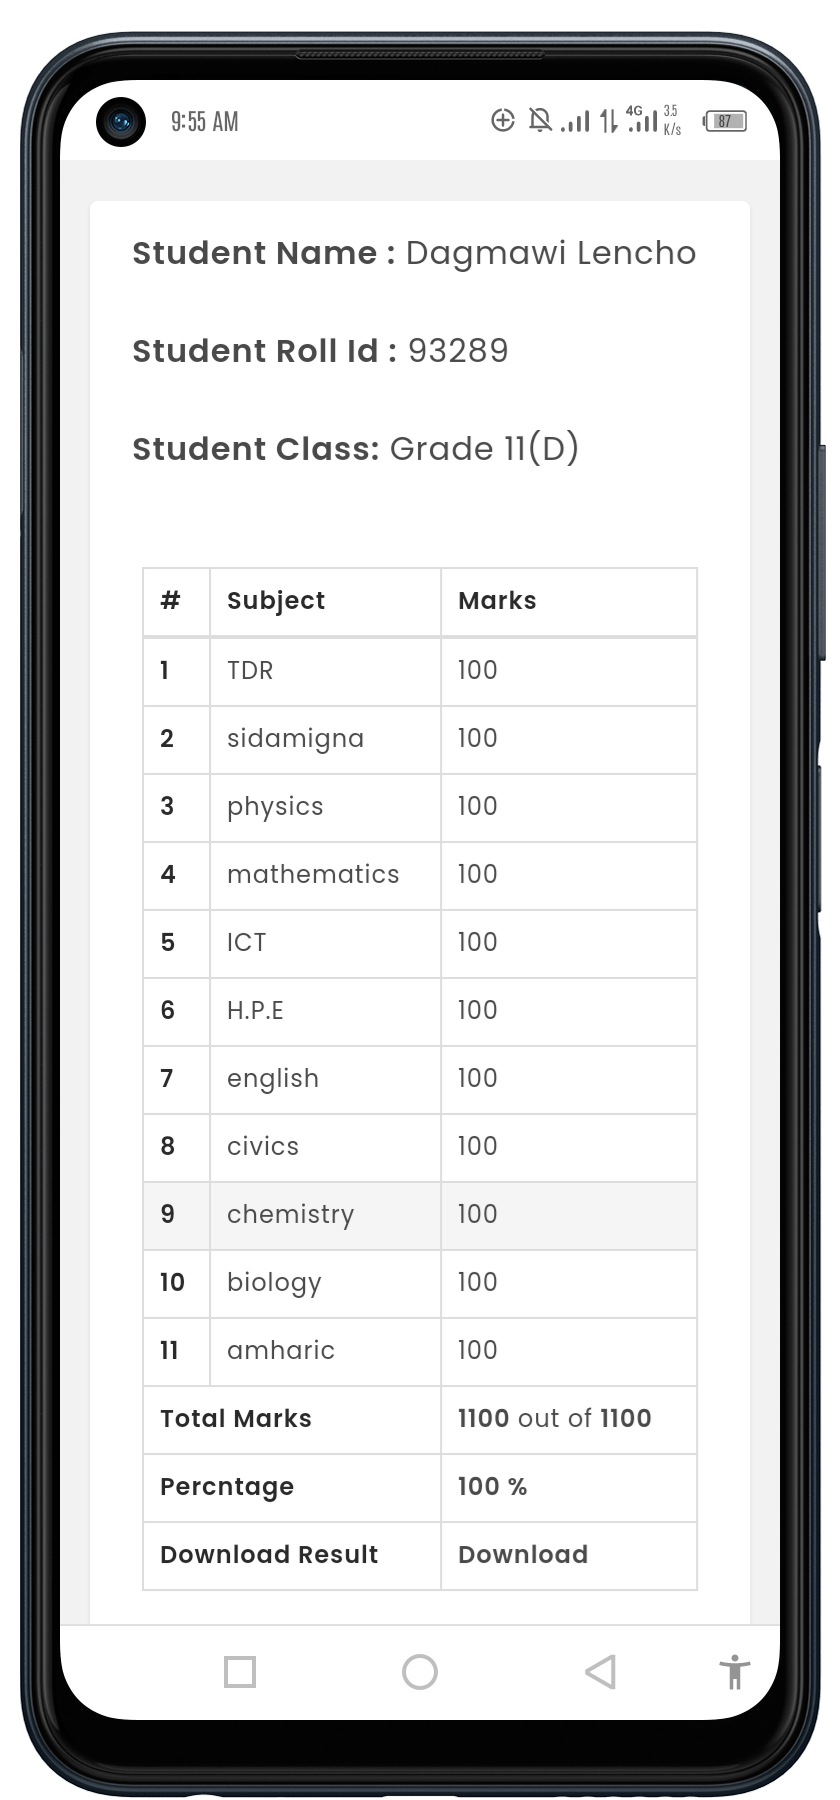 9:55 AM 4G 3.5 K/s 87
Student Name : Dagmawi Lencho
Student Roll Id : 93289
Student Class: Grade 11(D)
# Subject Marks
1 TDR 100
2 sidamigna 100
3 physics 100
4 mathematics 100
5 ICT 100
6 H.P.E 100
7 english 100
8 civics 100
9 chemistry 100
10 biology 100
11 amharic 100
Total Marks 1100 out of 1100
Percntage 100 %
Download Result Download